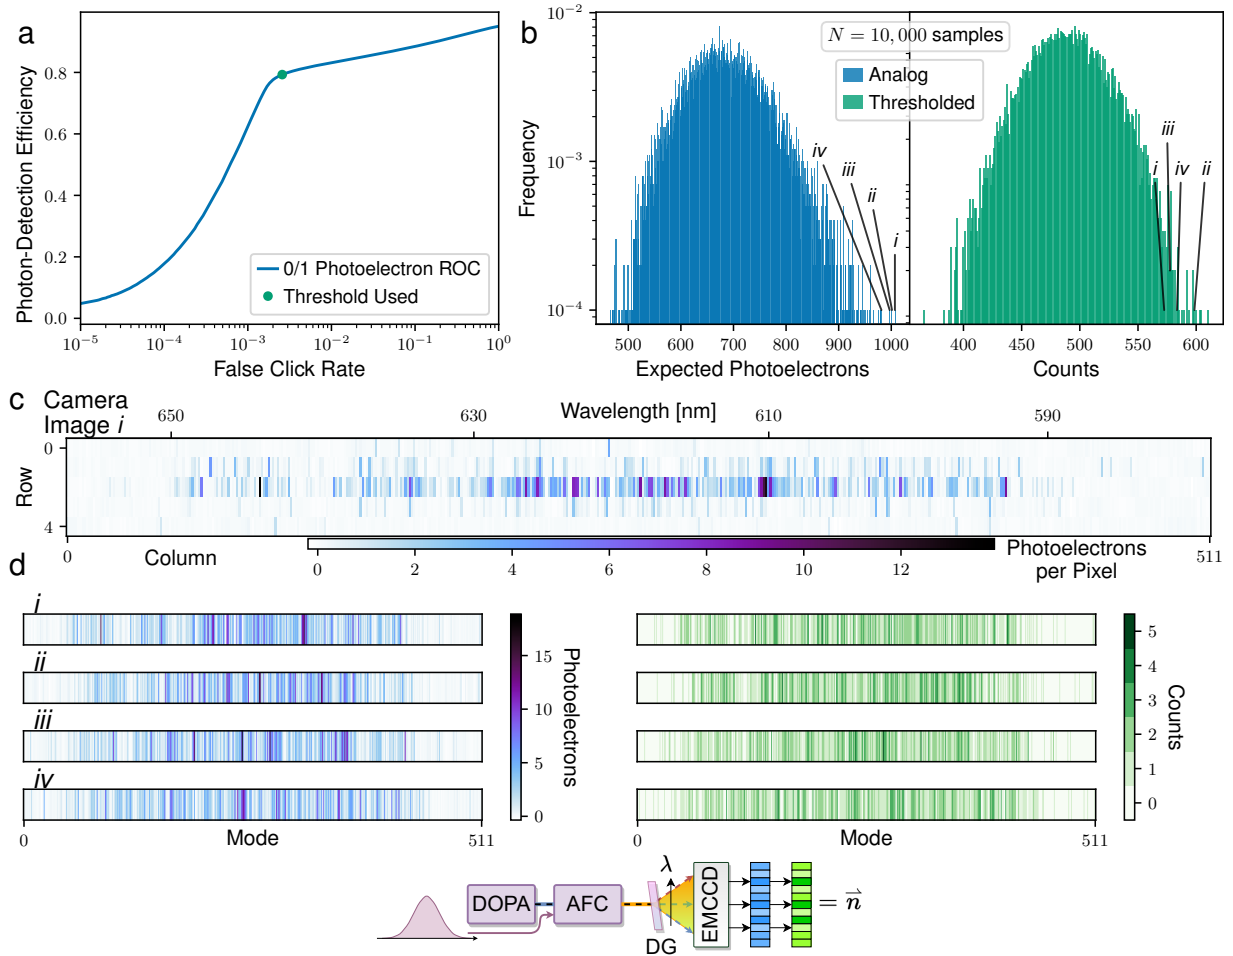 a
Photon-Detection Efficiency
0.8
0.6
0.4
0.2
0.0
10⁻⁵
10⁻⁴
10⁻³
10⁻²
10⁻¹
10⁰
False Click Rate
0/1 Photoelectron ROC
Threshold Used
b
Frequency
10⁻²
10⁻³
10⁻⁴
N = 10,000 samples
Analog
Thresholded
iv
iii
ii
i
500
600
700
800
900
1000
Expected Photoelectrons
iii
i
iv
ii
400
450
500
550
600
Counts
c
Camera
Image i
650
630
Wavelength [nm]
610
590
Row
0
4
0
Column
511
0
2
4
6
8
10
12
Photoelectrons
per Pixel
d
i
ii
iii
iv
0
Mode
511
15
10
5
0
Photoelectrons
0
Mode
511
5
4
3
2
1
0
Counts
DOPA
AFC
λ
DG
EMCCD
= n⃗